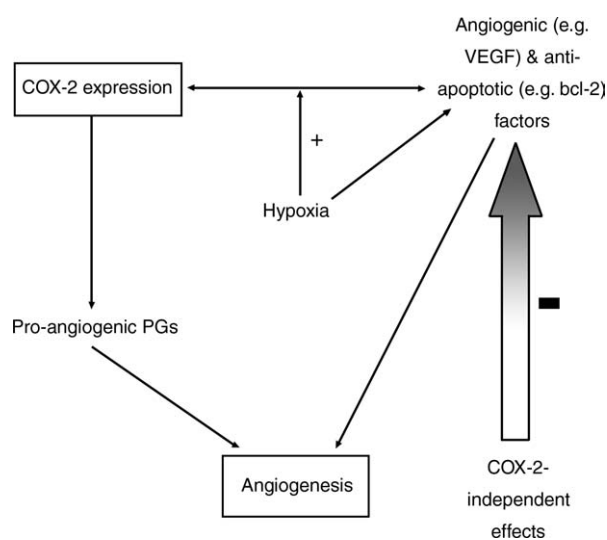 Angiogenic (e.g.
VEGF) & anti-
apoptotic (e.g. bcl-2)
factors
COX-2 expression
+
Hypoxia
Pro-angiogenic PGs
-
Angiogenesis
COX-2-
independent
effects